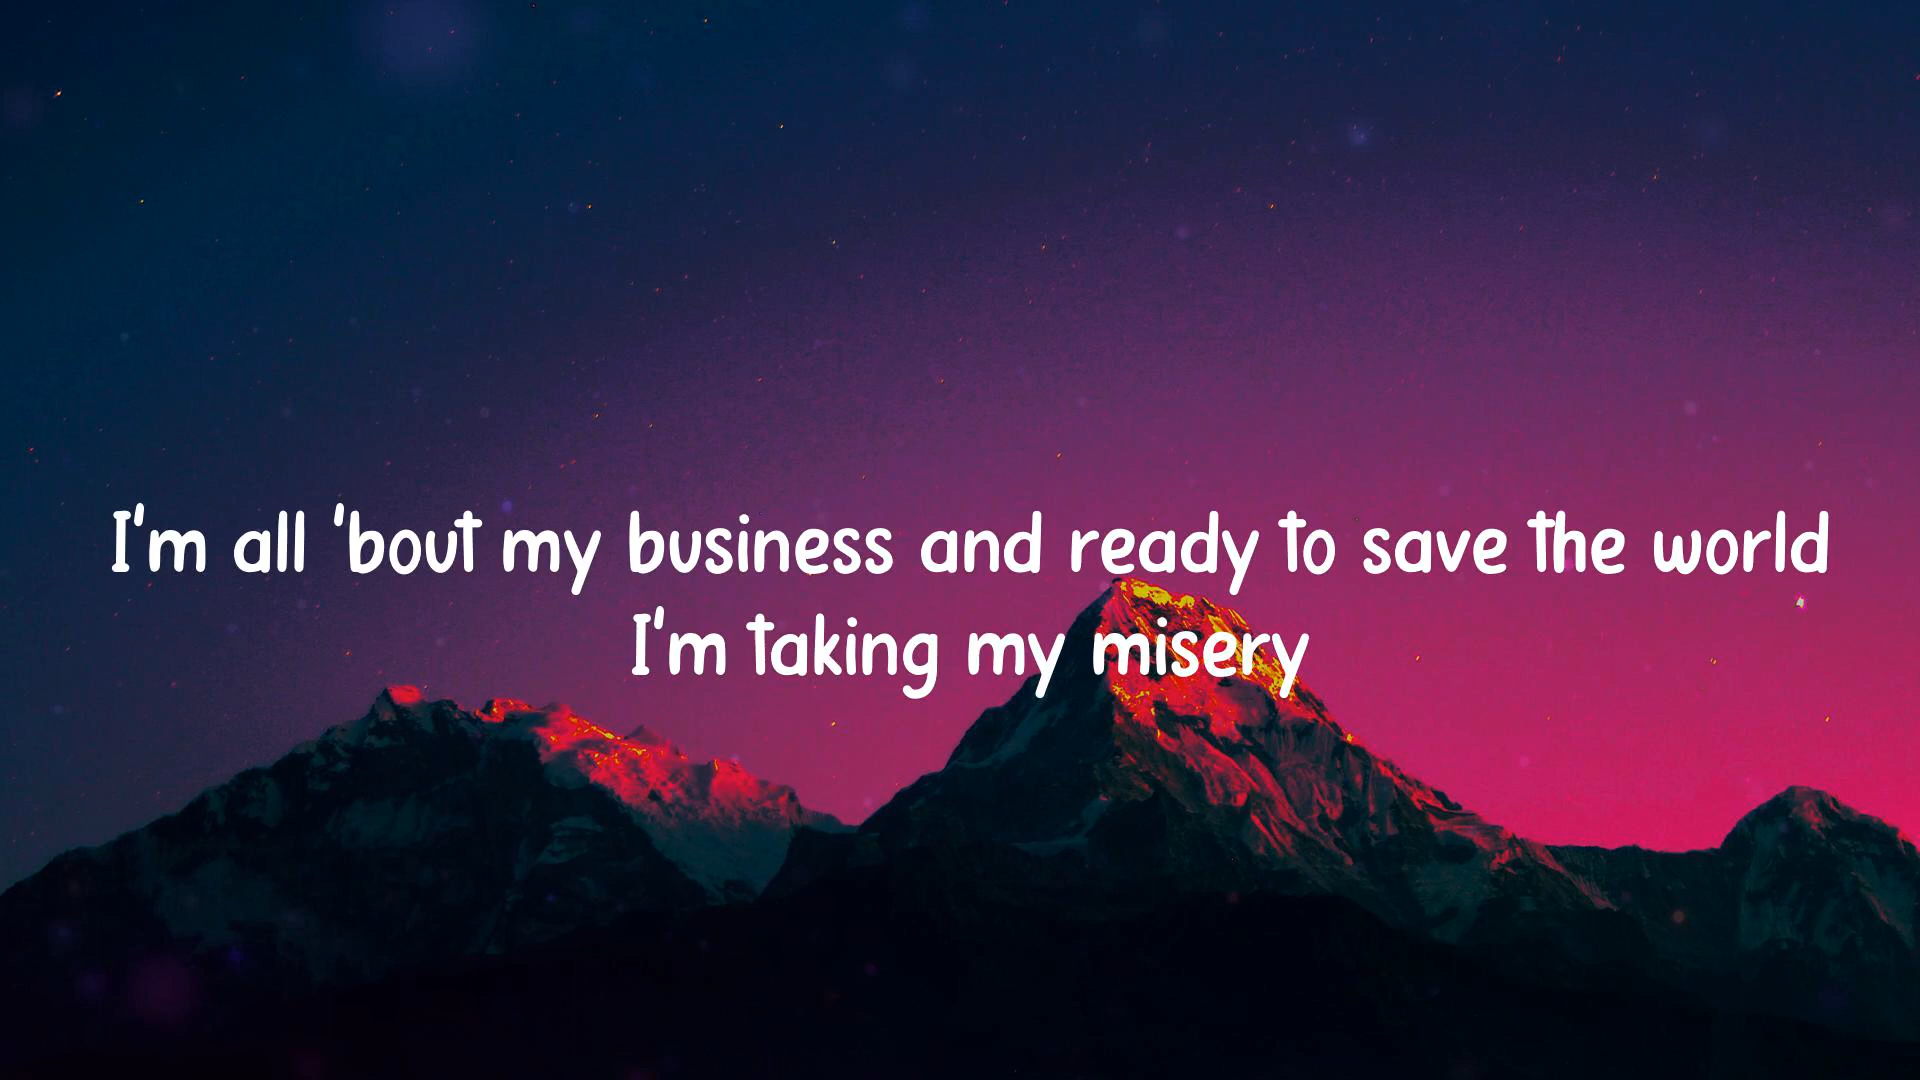 I'm all 'bout my business and ready to save the world
I'm taking my misery